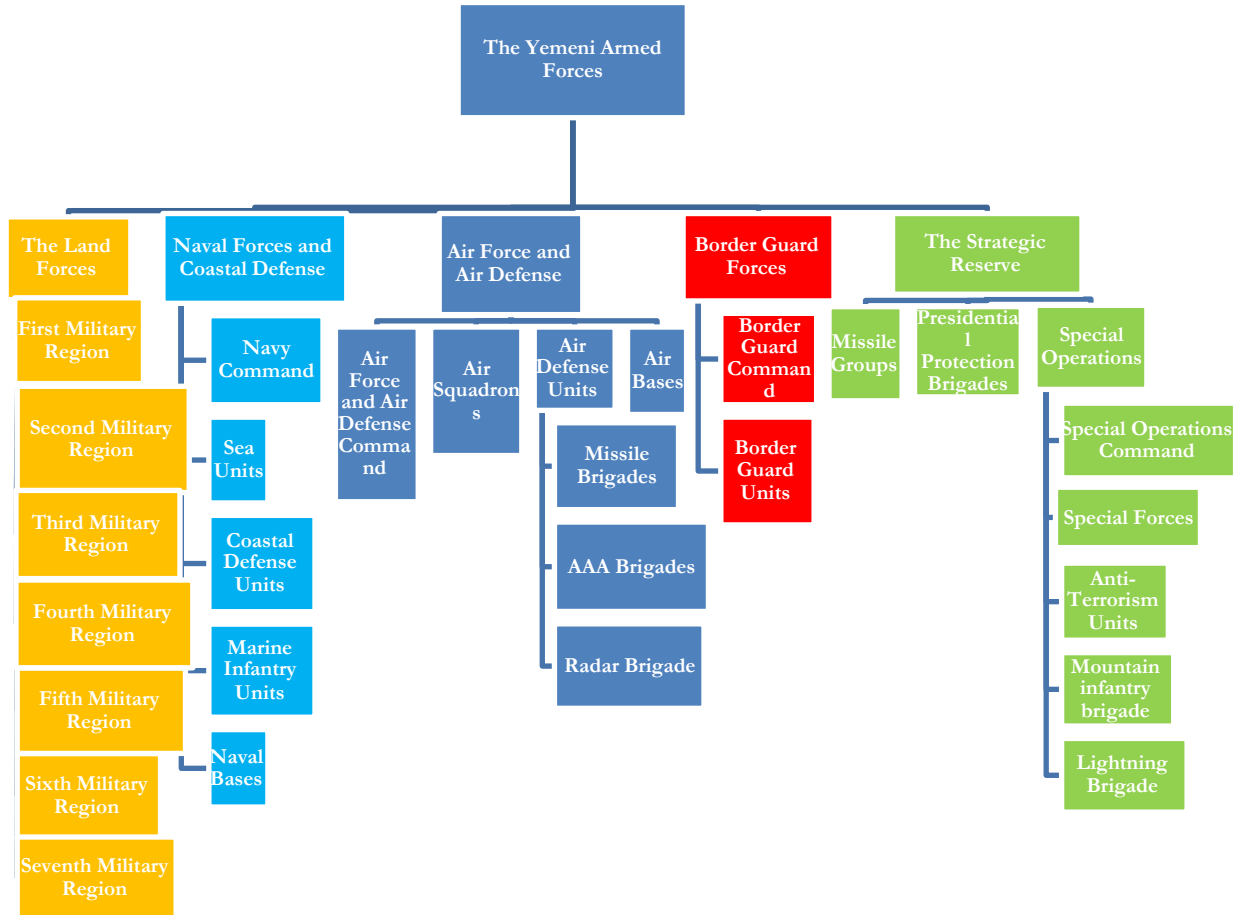 The Yemeni Armed
Forces
The Land
Forces
First Military
Region
Second Military
Region
Third Military
Region
Fourth Military
Region
Fifth Military
Region
Sixth Military
Region
Seventh Military
Region
Naval Forces and
Coastal Defense
Navy
Command
Sea
Units
Coastal
Defense
Units
Marine
Infantry
Units
Naval
Bases
Air Force and
Air Defense
Air
Force
and Air
Defense
Comma
nd
Air
Squadron
s
Air
Defense
Units
Missile
Brigades
AAA Brigades
Radar Brigade
Air
Bases
Border Guard
Forces
Border
Guard
Comman
d
Border
Guard
Units
The Strategic
Reserve
Missile
Groups
Presidentia
l
Protection
Brigades
Special
Operations
Special Operations
Command
Special Forces
Anti-
Terrorism
Units
Mountain
infantry
brigade
Lightning
Brigade